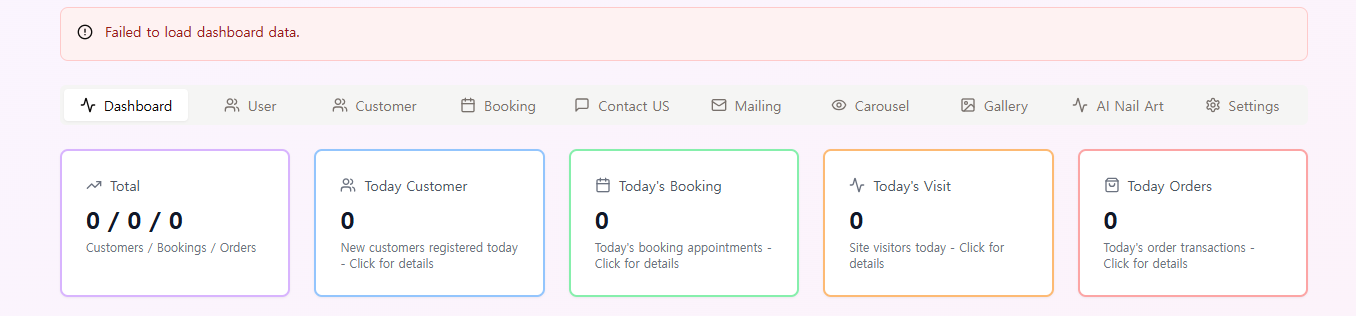 Failed to load dashboard data.
Dashboard
User
Customer
Booking
Contact US
Mailing
Carousel
Gallery
AI Nail Art
Settings
Total
0 / 0 / 0
Customers / Bookings / Orders
Today Customer
0
New customers registered today
- Click for details
Today's Booking
0
Today's booking appointments -
Click for details
Today's Visit
0
Site visitors today - Click for
details
Today Orders
0
Today's order transactions -
Click for details